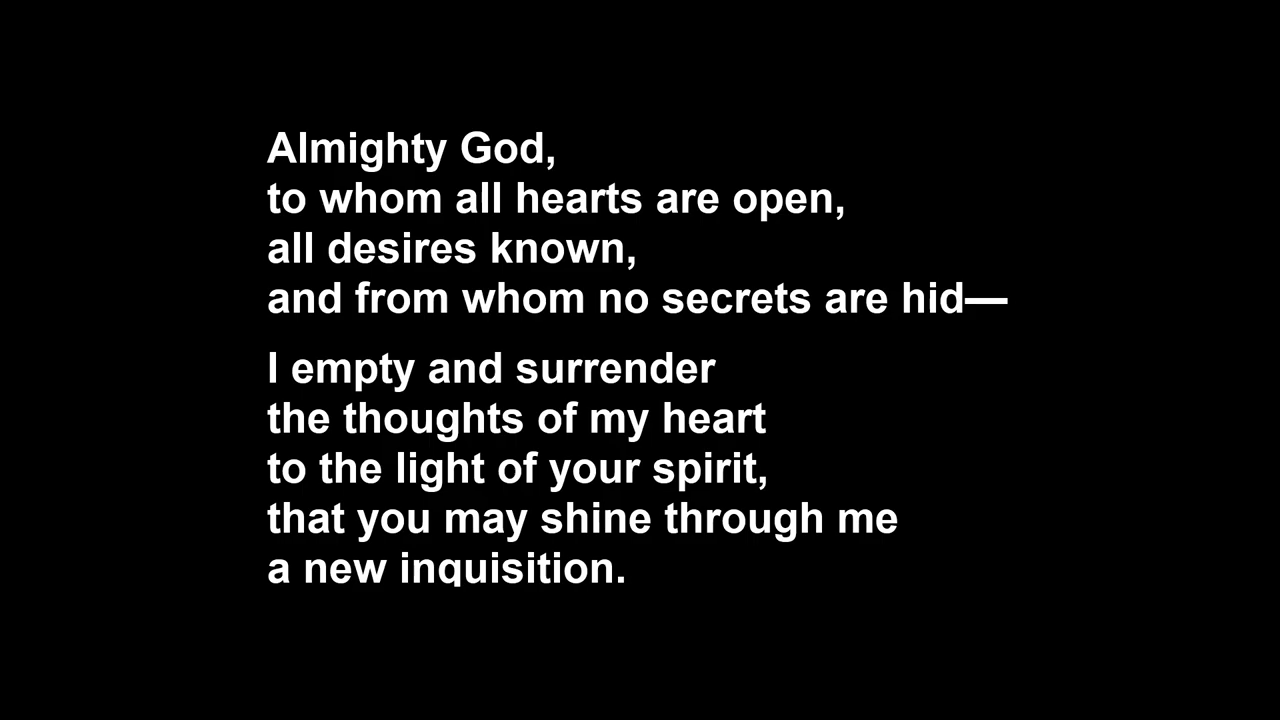 Almighty God,
to whom all hearts are open,
all desires known,
and from whom no secrets are hid—
I empty and surrender
the thoughts of my heart
to the light of your spirit,
that you may shine through me
a new inquisition.